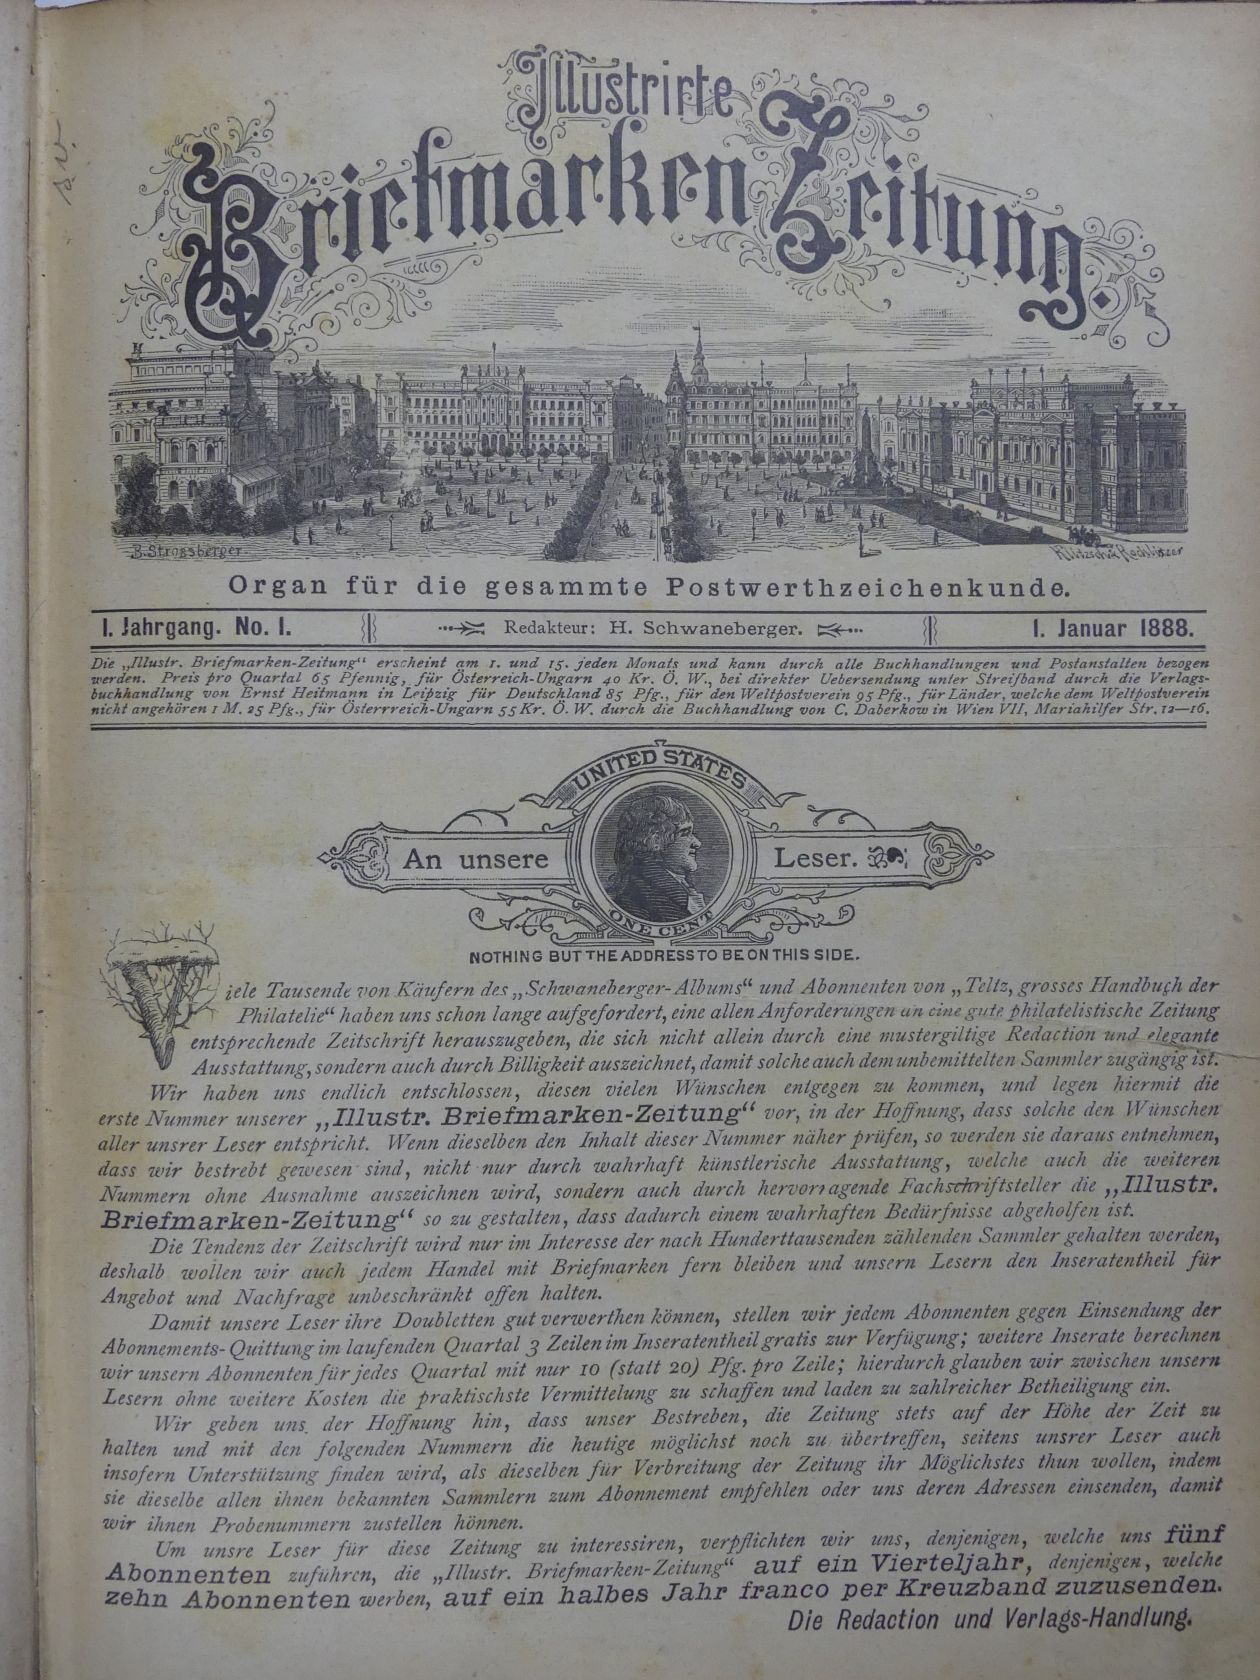 Illustrirte
Briefmarken Zeitung.
B. Strassberger
Klitzsch & Rochlitzer
Organ für die gesammte Postwerthzeichenkunde.
I. Jahrgang. No. I.
Redakteur: H. Schwaneberger.
I. Januar 1888.
Die „Illustr. Briefmarken-Zeitung“ erscheint am 1. und 15. jeden Monats und kann durch alle Buchhandlungen und Postanstalten bezogen
werden. Preis pro Quartal 65 Pfennig, für Österreich-Ungarn 40 Kr. Ö. W., bei direkter Uebersendung unter Streifband durch die Verlags-
buchhandlung von Ernst Heitmann in Leipzig für Deutschland 85 Pfg., für den Weltpostverein 95 Pfg., für Länder, welche dem Weltpostverein
nicht angehören 1 M. 25 Pfg., für Österrreich-Ungarn 55 Kr. Ö. W. durch die Buchhandlung von C. Daberkow in Wien VII, Mariahilfer Str. 12—16.
UNITED STATES
An unsere Leser.
ONE CENT
NOTHING BUT THE ADDRESS TO BE ON THIS SIDE.
Viele Tausende von Käufern des „Schwaneberger-Albums“ und Abonnenten von „Teltz, grosses Handbuch der
Philatelie“ haben uns schon lange aufgefordert, eine allen Anforderungen an eine gute philatelistische Zeitung
entsprechende Zeitschrift herauszugeben, die sich nicht allein durch eine mustergiltige Redaction und elegante
Ausstattung, sondern auch durch Billigkeit auszeichnet, damit solche auch dem unbemittelten Sammler zugängig ist.
Wir haben uns endlich entschlossen, diesen vielen Wünschen entgegen zu kommen, und legen hiermit die
erste Nummer unserer „Illustr. Briefmarken-Zeitung“ vor, in der Hoffnung, dass solche den Wünschen
aller unsrer Leser entspricht. Wenn dieselben den Inhalt dieser Nummer näher prüfen, so werden sie daraus entnehmen,
dass wir bestrebt gewesen sind, nicht nur durch wahrhaft künstlerische Ausstattung, welche auch die weiteren
Nummern ohne Ausnahme auszeichnen wird, sondern auch durch hervorragende Fachschriftsteller die „Illustr.
Briefmarken-Zeitung“ so zu gestalten, dass dadurch einem wahrhaften Bedürfnisse abgeholfen ist.
Die Tendenz der Zeitschrift wird nur im Interesse der nach Hunderttausenden zählenden Sammler gehalten werden,
deshalb wollen wir auch jedem Handel mit Briefmarken fern bleiben und unsern Lesern den Inseratentheil für
Angebot und Nachfrage unbeschränkt offen halten.
Damit unsere Leser ihre Doubletten gut verwerthen können, stellen wir jedem Abonnenten gegen Einsendung der
Abonnements-Quittung im laufenden Quartal 3 Zeilen im Inseratentheil gratis zur Verfügung; weitere Inserate berechnen
wir unsern Abonnenten für jedes Quartal mit nur 10 (statt 20) Pfg. pro Zeile; hierdurch glauben wir zwischen unsern
Lesern ohne weitere Kosten die praktischste Vermittelung zu schaffen und laden zu zahlreicher Betheiligung ein.
Wir geben uns der Hoffnung hin, dass unser Bestreben, die Zeitung stets auf der Höhe der Zeit zu
halten und mit den folgenden Nummern die heutige möglichst noch zu übertreffen, seitens unsrer Leser auch
insofern Unterstützung finden wird, als dieselben für Verbreitung der Zeitung ihr Möglichstes thun wollen, indem
sie dieselbe allen ihnen bekannten Sammlern zum Abonnement empfehlen oder uns deren Adressen einsenden, damit
wir ihnen Probenummern zustellen können.
Um unsre Leser für diese Zeitung zu interessiren, verpflichten wir uns, denjenigen, welche uns fünf
Abonnenten zuführen, die „Illustr. Briefmarken-Zeitung“ auf ein Vierteljahr, denjenigen, welche
zehn Abonnenten werben, auf ein halbes Jahr franco per Kreuzband zuzusenden.
Die Redaction und Verlags-Handlung.